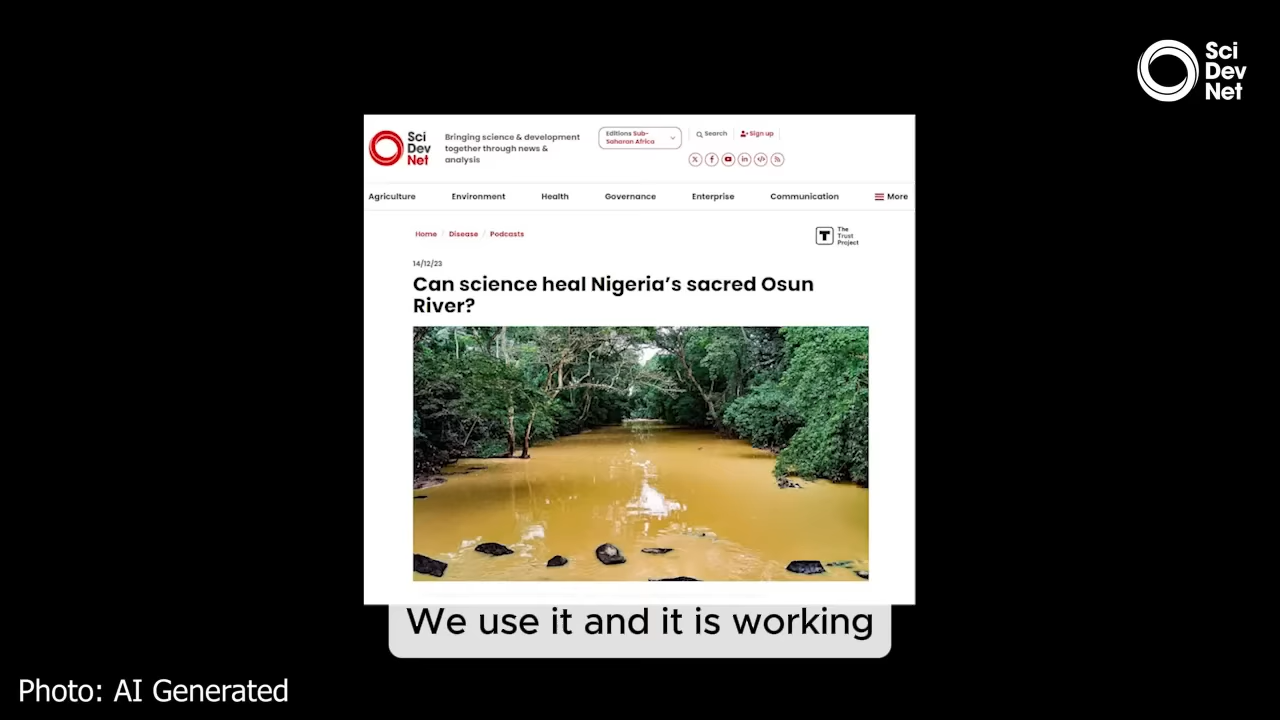 Sci
Dev
Net
Sci
Dev
Net
Bringing science & development
together through news &
analysis
Editions Sub-
Saharan Africa
Search
Sign up
Agriculture
Environment
Health
Governance
Enterprise
Communication
More
Home / Disease / Podcasts
The
Trust
Project
14/12/23
Can science heal Nigeria's sacred Osun
River?
We use it and it is working
Photo: AI Generated